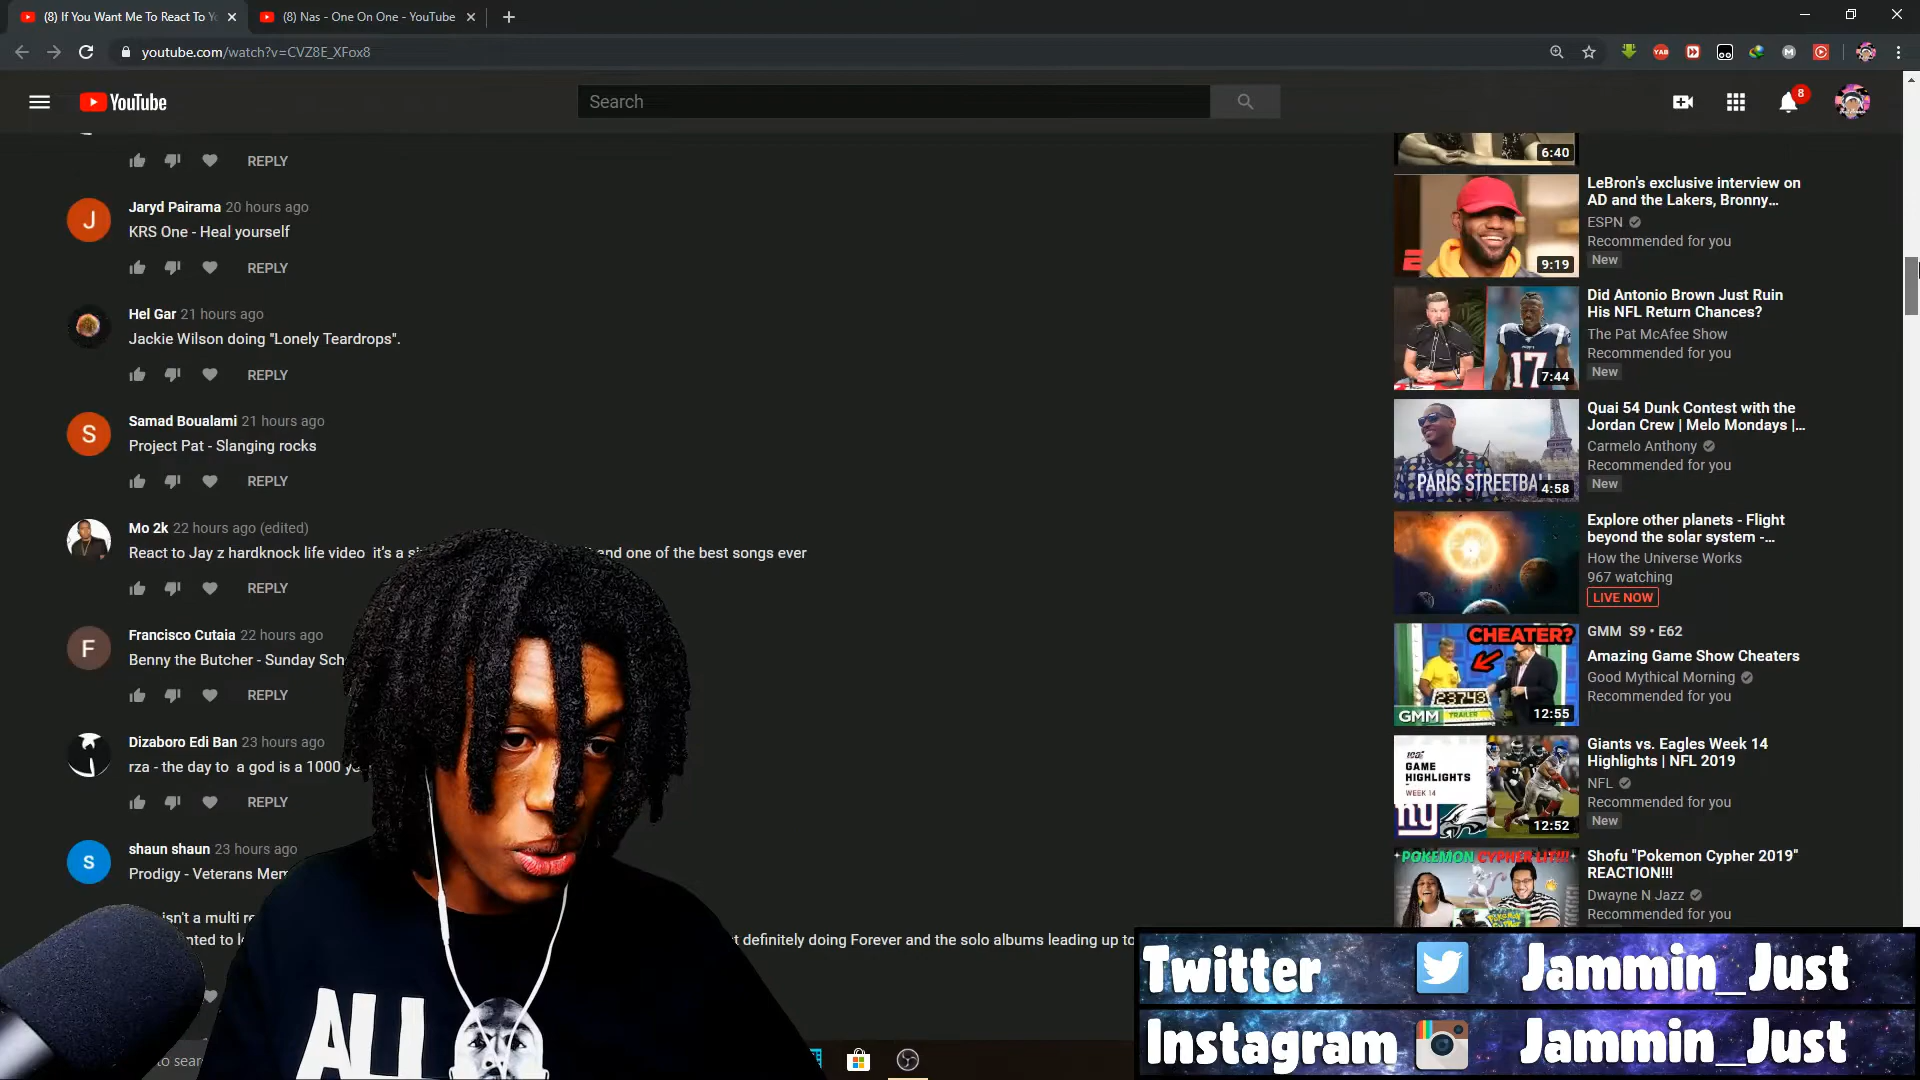 (8) If You Want Me To React To Y
(8) Nas - One On One - YouTube
youtube.com/watch?v=CVZ8E_XFox8
YouTube
Search
8
REPLY
Jaryd Pairama 20 hours ago
KRS One - Heal yourself
REPLY
Hel Gar 21 hours ago
Jackie Wilson doing "Lonely Teardrops".
REPLY
Samad Boualami 21 hours ago
Project Pat - Slanging rocks
REPLY
Mo 2k 22 hours ago (edited)
React to Jay z hardknock life video it's a and one of the best songs ever
REPLY
Francisco Cutaia 22 hours ago
Benny the Butcher - Sunday Sch
REPLY
Dizaboro Edi Ban 23 hours ago
rza - the day to a god is a 1000 ye
REPLY
shaun shaun 23 hours ago
Prodigy - Veterans Mem
isn't a multi re
definitely doing Forever and the solo albums leading up to
to sear
ALL
6:40
LeBron's exclusive interview on
AD and the Lakers, Bronny...
ESPN
Recommended for you
New
9:19
Did Antonio Brown Just Ruin
His NFL Return Chances?
The Pat McAfee Show
Recommended for you
New
17
7:44
Quai 54 Dunk Contest with the
Jordan Crew | Melo Mondays |...
Carmelo Anthony
Recommended for you
New
PARIS STREETBA
4:58
Explore other planets - Flight
beyond the solar system -...
How the Universe Works
967 watching
LIVE NOW
CHEATER?
23743
GMM
TRAILER
12:55
GMM S9 • E62
Amazing Game Show Cheaters
Good Mythical Morning
Recommended for you
GAME
HIGHLIGHTS
WEEK 14
ny
12:52
Giants vs. Eagles Week 14
Highlights | NFL 2019
NFL
Recommended for you
New
POKEMON CYPHER LIT!!!
Shofu "Pokemon Cypher 2019"
REACTION!!!
Dwayne N Jazz
Recommended for you
Twitter Jammin_Just
Instagram Jammin_Just